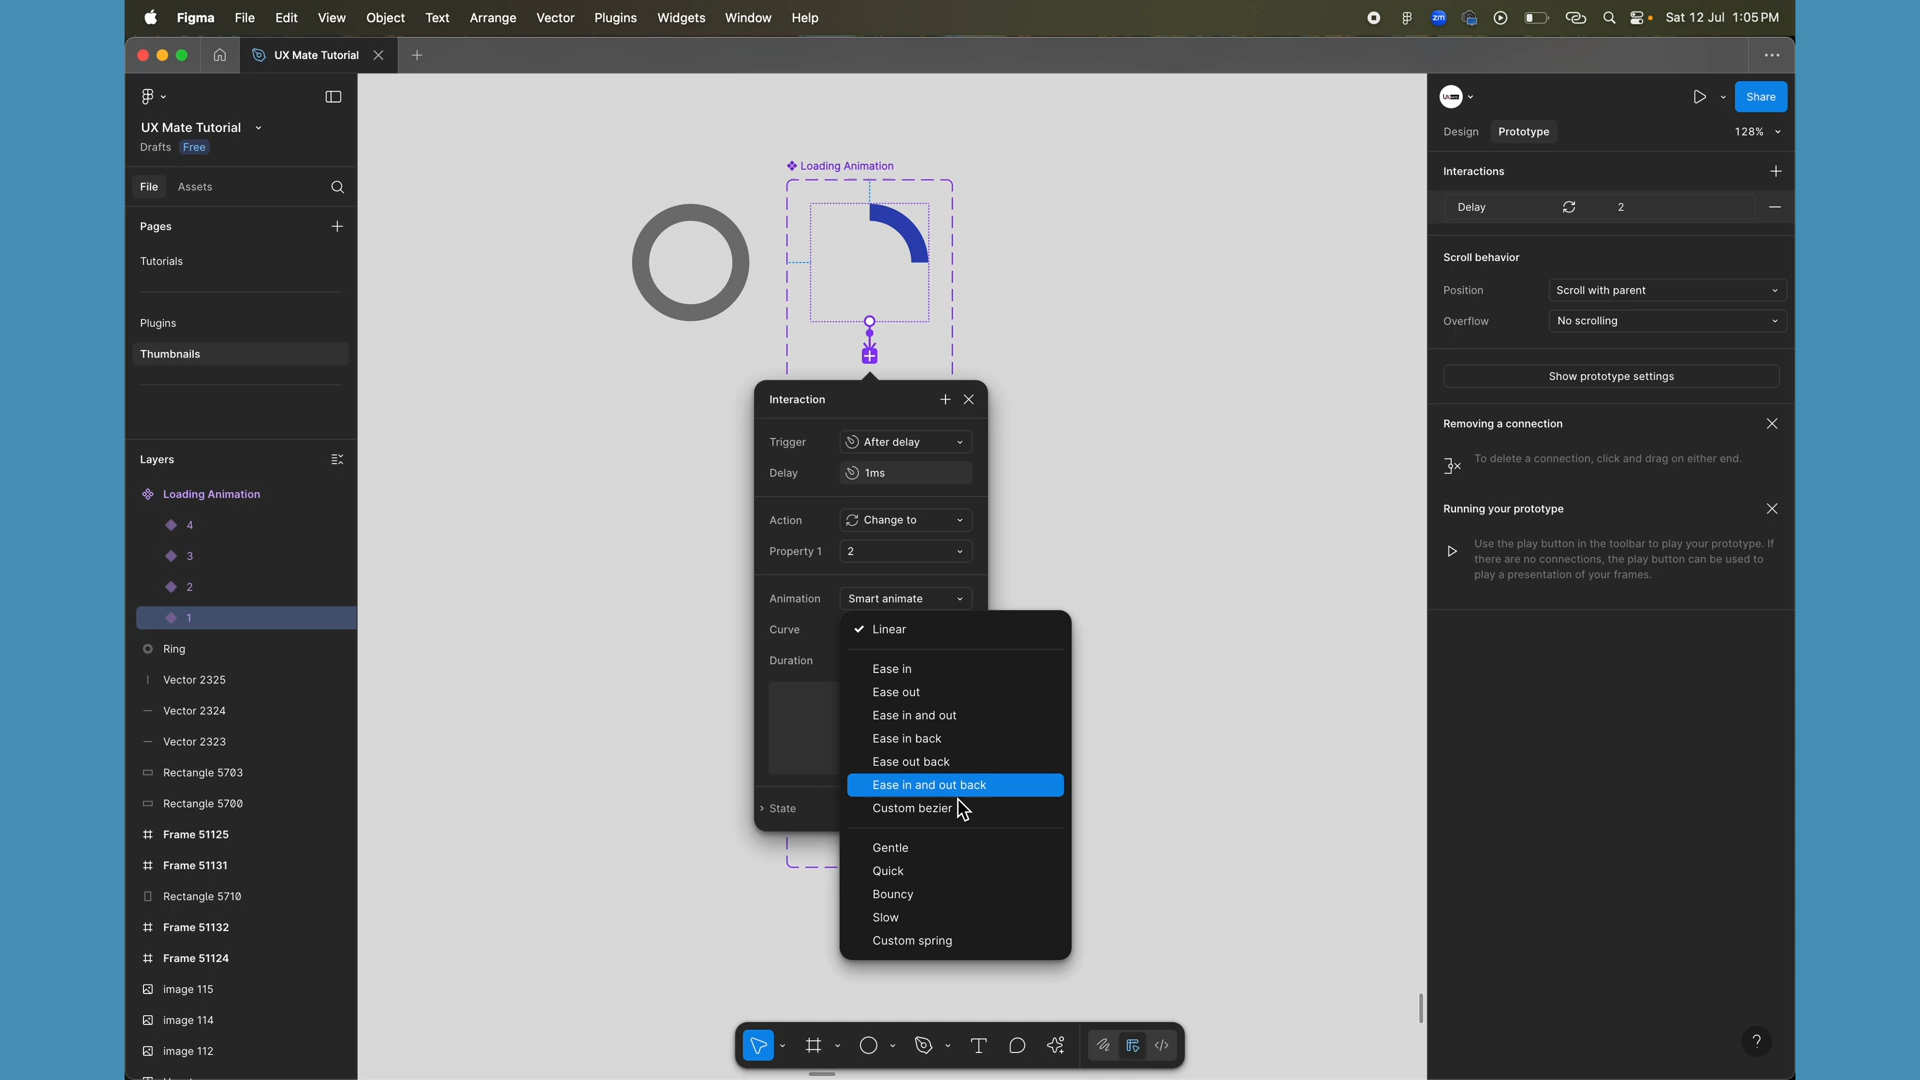 Figma File Edit View Object Text Arrange Vector Plugins Widgets Window Help
zm
Sat 12 Jul 1:05 PM
UX Mate Tutorial
UX Mate Tutorial
Drafts Free
File Assets
Pages
Tutorials
Plugins
Thumbnails
Layers
Loading Animation
4
3
2
1
Ring
Vector 2325
Vector 2324
Vector 2323
Rectangle 5703
Rectangle 5700
Frame 51125
Frame 51131
Rectangle 5710
Frame 51132
Frame 51124
image 115
image 114
image 112
Loading Animation
Interaction
Trigger After delay
Delay 1ms
Action Change to
Property 1 2
Animation Smart animate
Curve
Duration
State
Linear
Ease in
Ease out
Ease in and out
Ease in back
Ease out back
Ease in and out back
Custom bezier
Gentle
Quick
Bouncy
Slow
Custom spring
Share
Design Prototype 128%
Interactions
Delay 2
Scroll behavior
Position Scroll with parent
Overflow No scrolling
Show prototype settings
Removing a connection
To delete a connection, click and drag on either end.
Running your prototype
Use the play button in the toolbar to play your prototype. If
there are no connections, the play button can be used to
play a presentation of your frames.
?